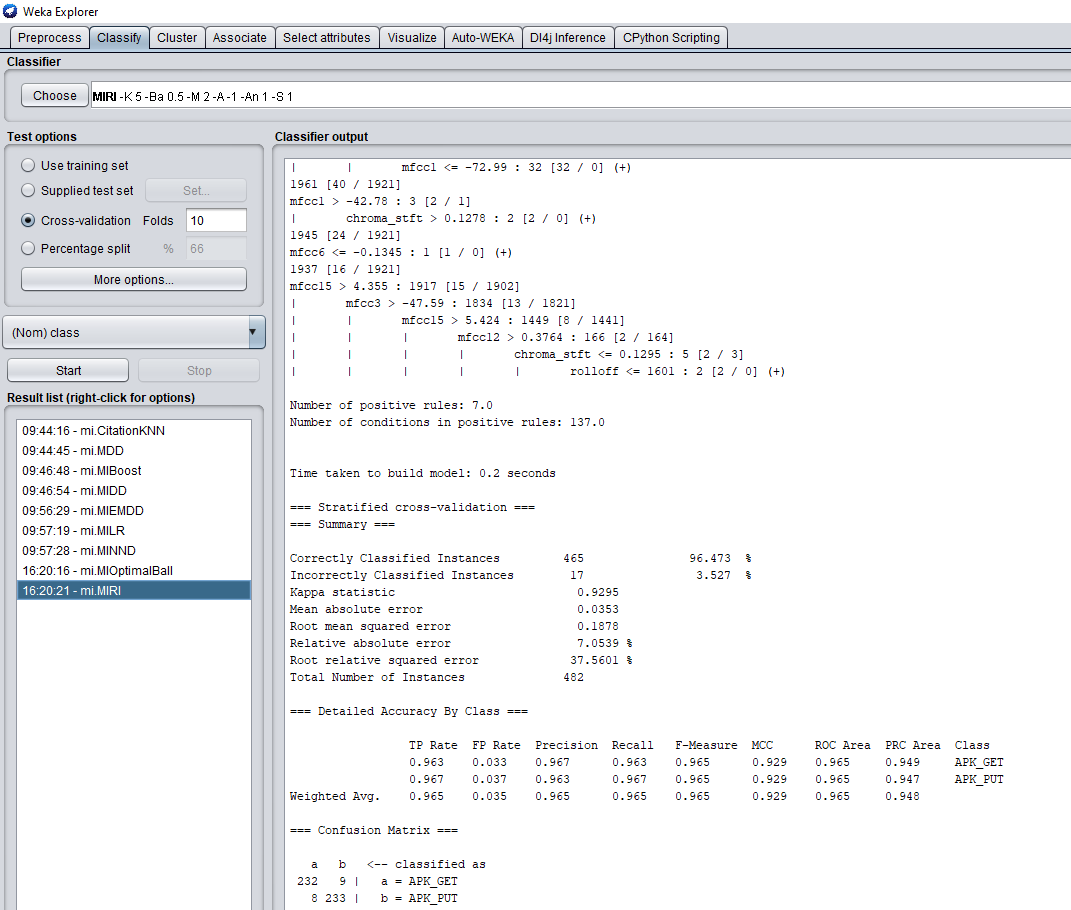 Weka Explorer
Preprocess Classify Cluster Associate Select attributes Visualize Auto-WEKA Dl4j Inference CPython Scripting
Classifier
Choose MIRI -K 5 -Ba 0.5 -M 2 -A -1 -An 1 -S 1
Test options
Use training set
Supplied test set Set...
Cross-validation Folds 10
Percentage split % 66
More options...
(Nom) class
Start Stop
Result list (right-click for options)
09:44:16 - mi.CitationKNN
09:44:45 - mi.MDD
09:46:48 - mi.MIBoost
09:46:54 - mi.MIDD
09:56:29 - mi.MIEMDD
09:57:19 - mi.MILR
09:57:28 - mi.MINND
16:20:16 - mi.MIOptimalBall
16:20:21 - mi.MIRI
Classifier output
| | mfcc1 <= -72.99 : 32 [32 / 0] (+)
1961 [40 / 1921]
mfcc1 > -42.78 : 3 [2 / 1]
| chroma_stft > 0.1278 : 2 [2 / 0] (+)
1945 [24 / 1921]
mfcc6 <= -0.1345 : 1 [1 / 0] (+)
1937 [16 / 1921]
mfcc15 > 4.355 : 1917 [15 / 1902]
| mfcc3 > -47.59 : 1834 [13 / 1821]
| | mfcc15 > 5.424 : 1449 [8 / 1441]
| | | mfcc12 > 0.3764 : 166 [2 / 164]
| | | | chroma_stft <= 0.1295 : 5 [2 / 3]
| | | | | rolloff <= 1601 : 2 [2 / 0] (+)
Number of positive rules: 7.0
Number of conditions in positive rules: 137.0
Time taken to build model: 0.2 seconds
=== Stratified cross-validation ===
=== Summary ===
Correctly Classified Instances 465 96.473 %
Incorrectly Classified Instances 17 3.527 %
Kappa statistic 0.9295
Mean absolute error 0.0353
Root mean squared error 0.1878
Relative absolute error 7.0539 %
Root relative squared error 37.5601 %
Total Number of Instances 482
=== Detailed Accuracy By Class ===
TP Rate FP Rate Precision Recall F-Measure MCC ROC Area PRC Area Class
0.963 0.033 0.967 0.963 0.965 0.929 0.965 0.949 APK_GET
0.967 0.037 0.963 0.967 0.965 0.929 0.965 0.947 APK_PUT
Weighted Avg. 0.965 0.035 0.965 0.965 0.965 0.929 0.965 0.948
=== Confusion Matrix ===
a b <-- classified as
232 9 | a = APK_GET
8 233 | b = APK_PUT